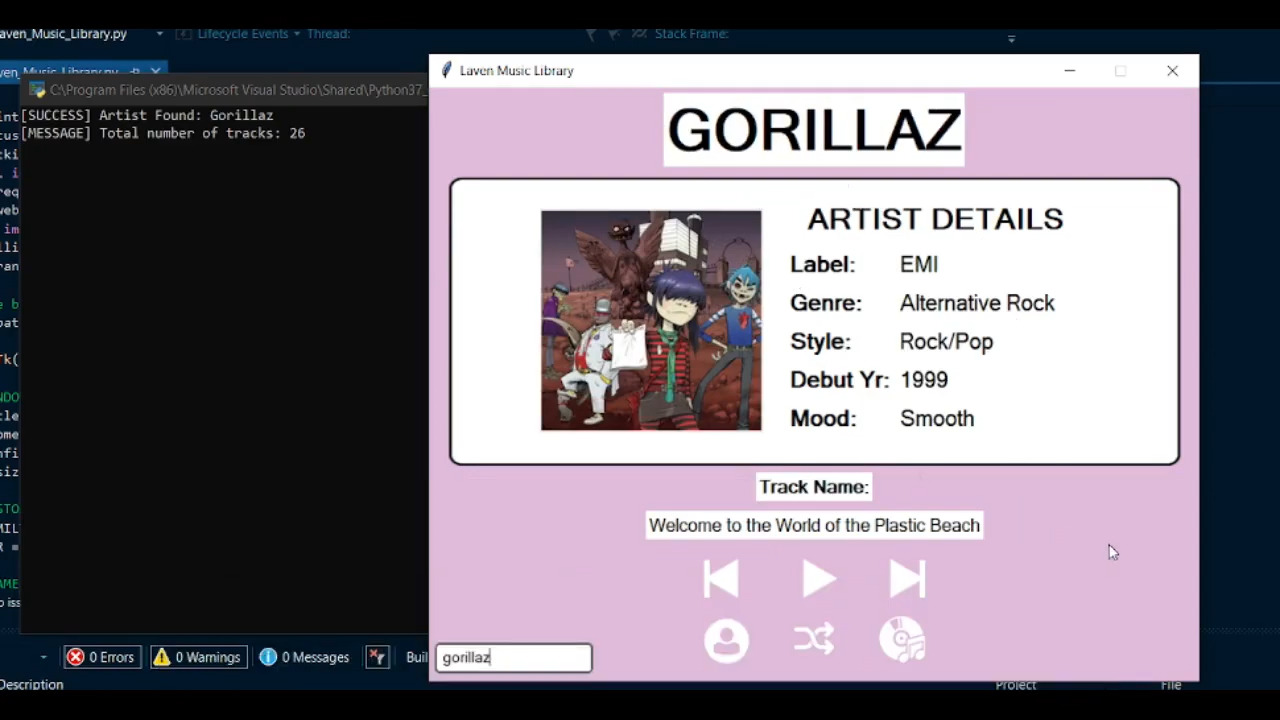 aven_Music_Library.py
Lifecycle Events
Thread:
Stack Frame:
ven_Music_Library.py
C:\Program Files (x86)\Microsoft Visual Studio\Shared\Python37_
[SUCCESS] Artist Found: Gorillaz
[MESSAGE] Total number of tracks: 26
Laven Music Library
GORILLAZ
ARTIST DETAILS
Label: EMI
Genre: Alternative Rock
Style: Rock/Pop
Debut Yr: 1999
Mood: Smooth
Track Name:
Welcome to the World of the Plastic Beach
gorillaz
0 Errors
0 Warnings
0 Messages
Buil
Description
Project
File